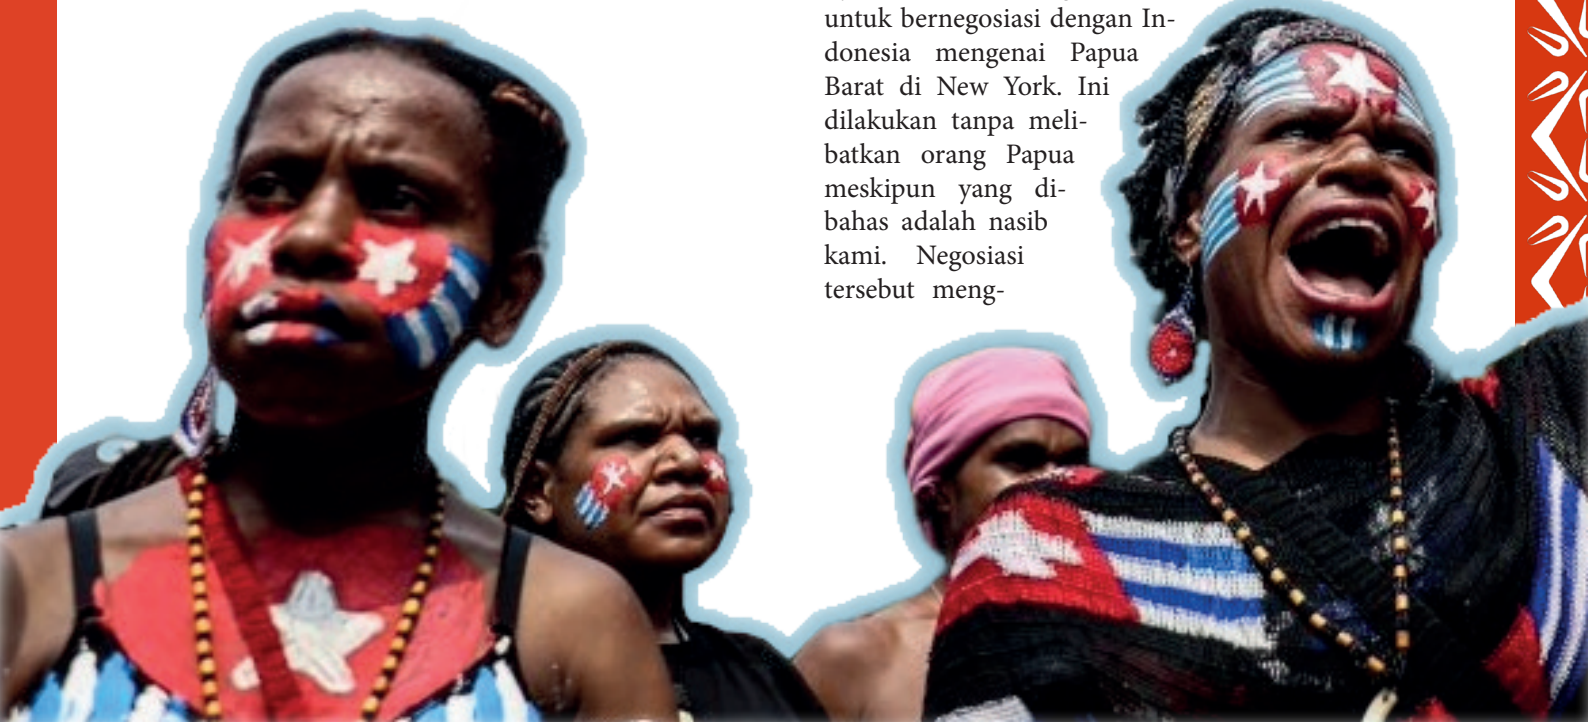 untuk bernegosiasi dengan In-
donesia mengenai Papua
Barat di New York. Ini
dilakukan tanpa meli-
batkan orang Papua
meskipun yang di-
bahas adalah nasib
kami. Negosiasi
tersebut meng-